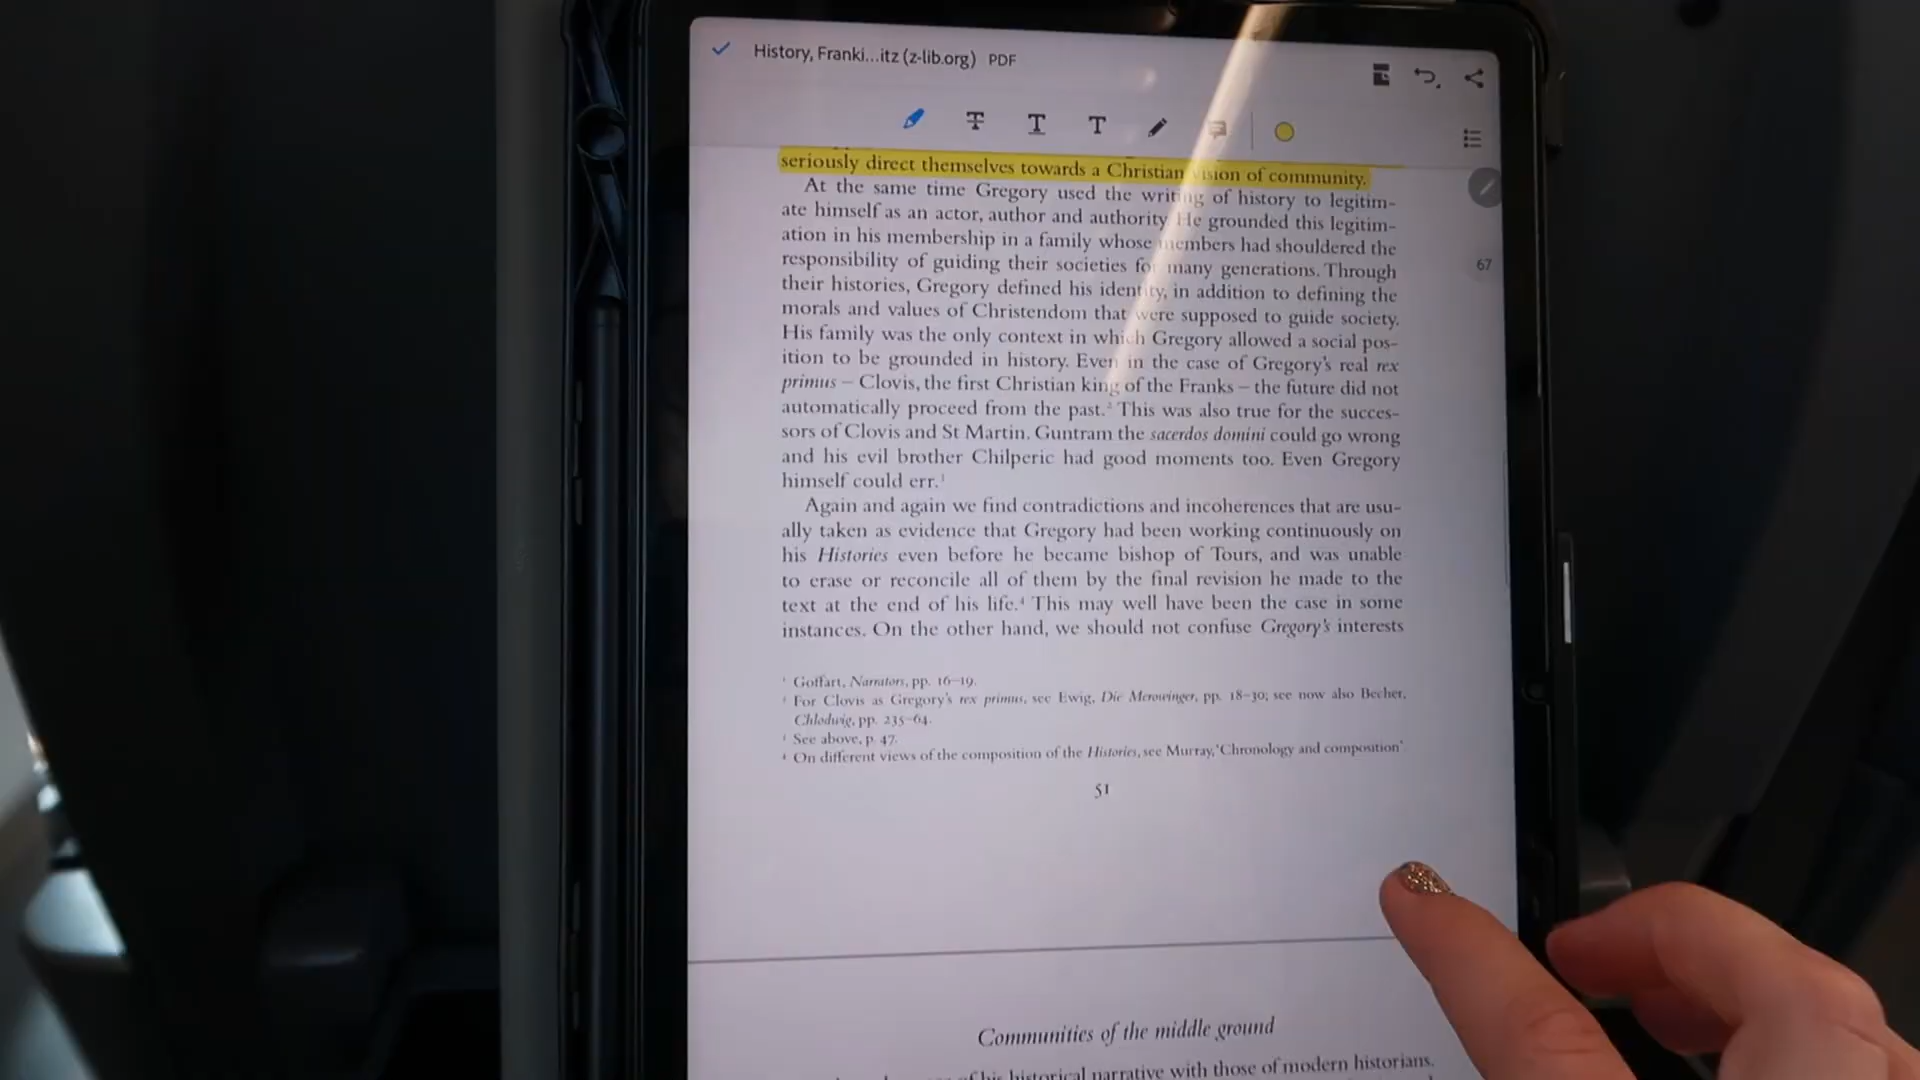 History, Franki...itz (z-lib.org) PDF
seriously direct themselves towards a Christian vision of community.
At the same time Gregory used the writing of history to legitim-
ate himself as an actor, author and authority. He grounded this legitim-
ation in his membership in a family whose members had shouldered the
67
responsibility of guiding their societies for many generations. Through
their histories, Gregory defined his identity, in addition to defining the
morals and values of Christendom that were supposed to guide society.
His family was the only context in which Gregory allowed a social pos-
ition to be grounded in history. Even in the case of Gregory's real rex
primus – Clovis, the first Christian king of the Franks – the future did not
automatically proceed from the past.² This was also true for the succes-
sors of Clovis and St Martin. Guntram the sacerdos domini could go wrong
and his evil brother Chilperic had good moments too. Even Gregory
himself could err.³
Again and again we find contradictions and incoherences that are usu-
ally taken as evidence that Gregory had been working continuously on
his Histories even before he became bishop of Tours, and was unable
to erase or reconcile all of them by the final revision he made to the
text at the end of his life.⁴ This may well have been the case in some
instances. On the other hand, we should not confuse Gregory's interests
¹ Goffart, Narrators, pp. 16–19.
² For Clovis as Gregory's rex primus, see Ewig, Die Merowinger, pp. 18–30; see now also Becher,
Chlodwig, pp. 235–64.
³ See above, p. 47.
⁴ On different views of the composition of the Histories, see Murray, 'Chronology and composition'
51
Communities of the middle ground
of his historical narrative with those of modern historians.